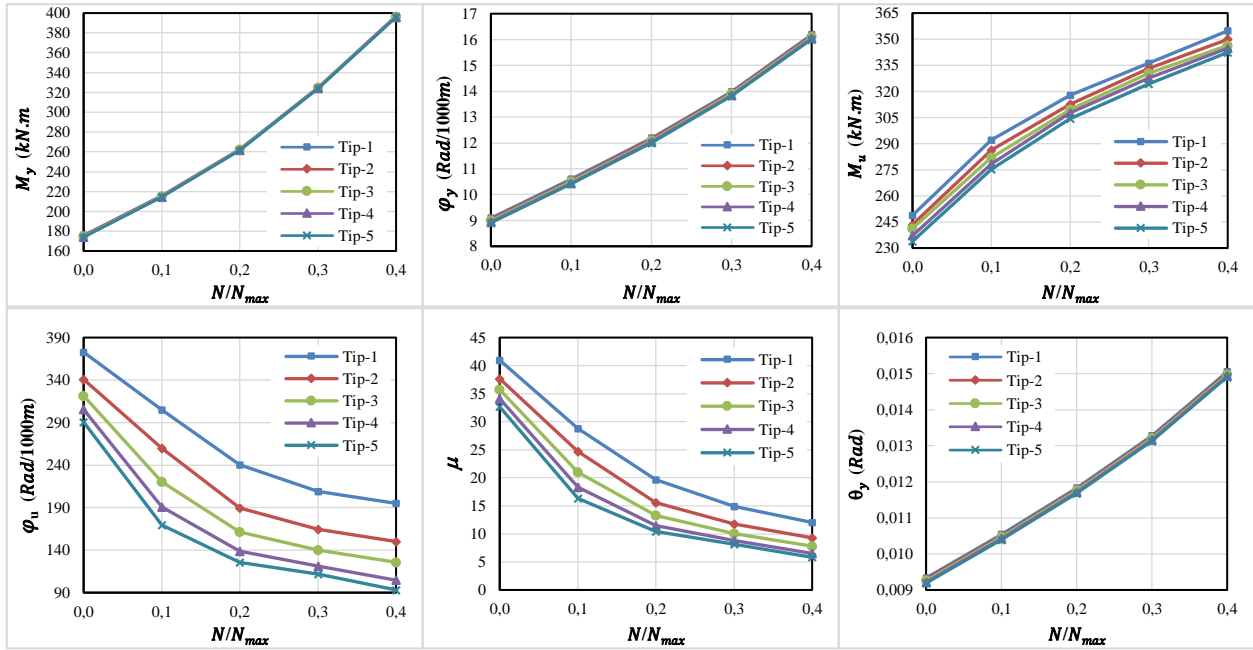 M_y (kN.m)
400
380
360
340
320
300
280
260
240
220
200
180
160
0,0 0,1 0,2 0,3 0,4
N/N_max
Tip-1
Tip-2
Tip-3
Tip-4
Tip-5
φ_y (Rad/1000m)
17
16
15
14
13
12
11
10
9
8
0,0 0,1 0,2 0,3 0,4
N/N_max
Tip-1
Tip-2
Tip-3
Tip-4
Tip-5
M_u (kN.m)
365
350
335
320
305
290
275
260
245
230
0,0 0,1 0,2 0,3 0,4
N/N_max
Tip-1
Tip-2
Tip-3
Tip-4
Tip-5
φ_u (Rad/1000m)
390
340
290
240
190
140
90
0,0 0,1 0,2 0,3 0,4
N/N_max
Tip-1
Tip-2
Tip-3
Tip-4
Tip-5
μ
45
40
35
30
25
20
15
10
5
0
0,0 0,1 0,2 0,3 0,4
N/N_max
Tip-1
Tip-2
Tip-3
Tip-4
Tip-5
θ_y (Rad)
0,016
0,015
0,014
0,013
0,012
0,011
0,010
0,009
0,0 0,1 0,2 0,3 0,4
N/N_max
Tip-1
Tip-2
Tip-3
Tip-4
Tip-5